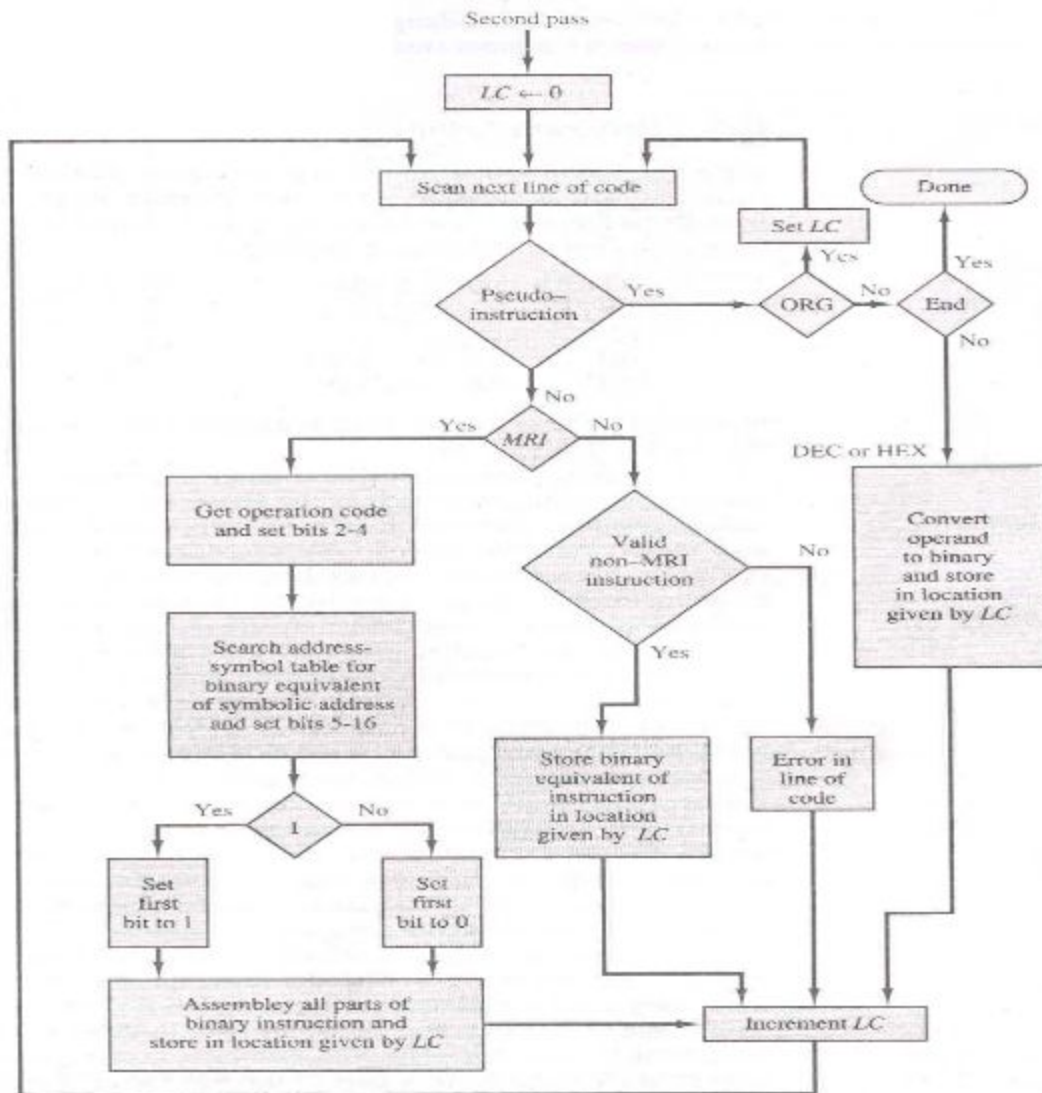 Second pass
LC ← 0
Scan next line of code
Done
Set LC
Yes
Yes
Pseudo–
instruction
Yes
ORG
No
End
No
No
Yes
MRI
No
DEC or HEX
Get operation code
and set bits 2-4
Valid
non–MRI
instruction
No
Convert
operand
to binary
and store
in location
given by LC
Search address-
symbol table for
binary equivalent
of symbolic address
and set bits 5-16
Yes
Store binary
equivalent of
instruction
in location
given by LC
Error in
line of
code
Yes
I
No
Set
first
bit to 1
Set
first
bit to 0
Assembley all parts of
binary instruction and
store in location given by LC
Increment LC